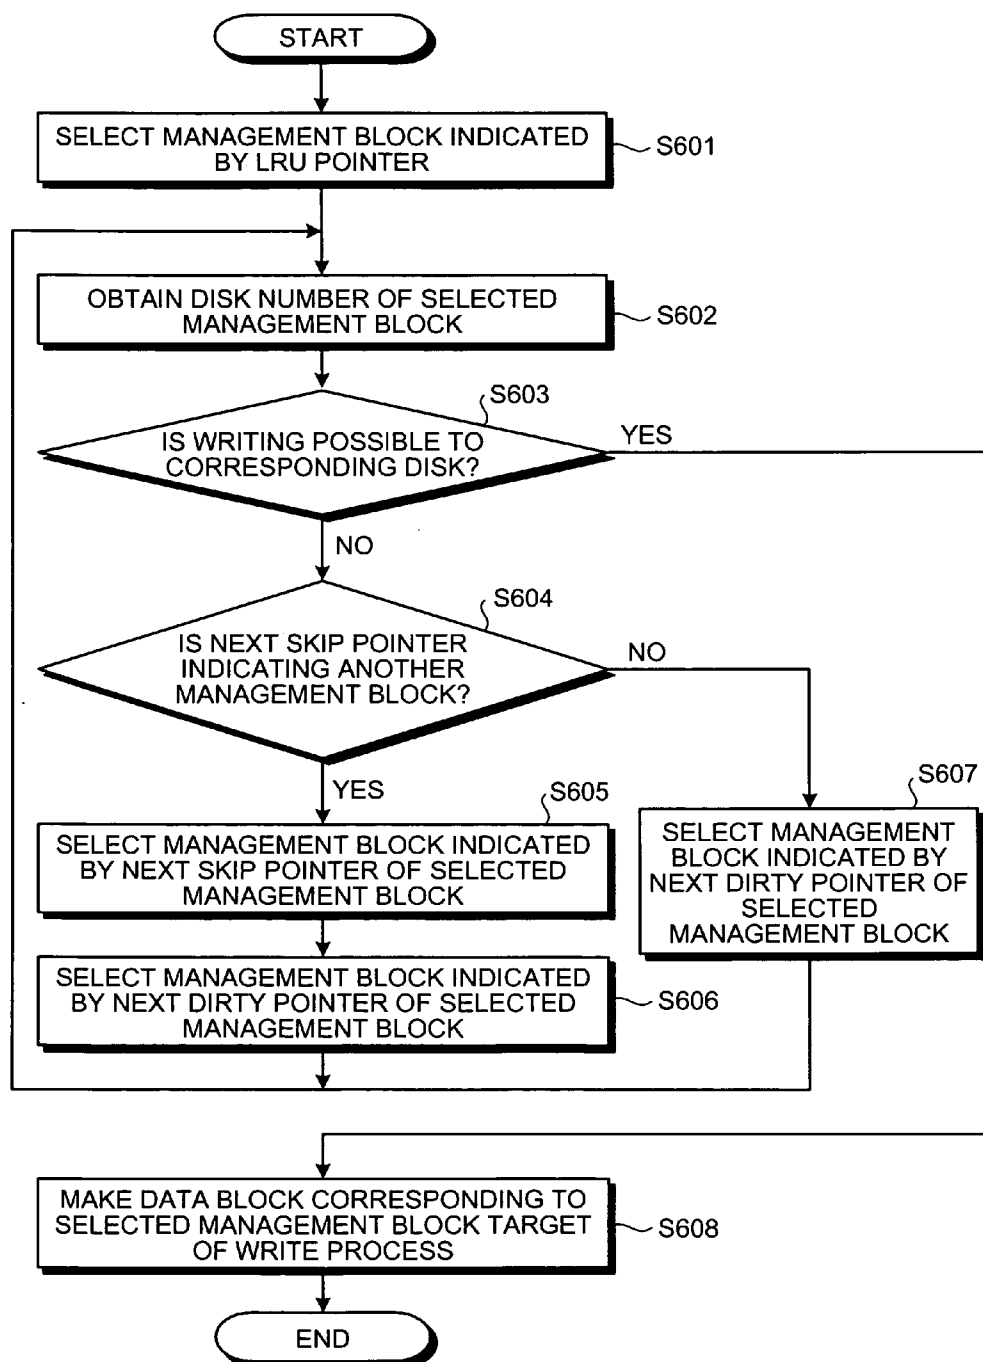 START
SELECT MANAGEMENT BLOCK INDICATED
BY LRU POINTER
S601
OBTAIN DISK NUMBER OF SELECTED
MANAGEMENT BLOCK
S602
S603
IS WRITING POSSIBLE TO
CORRESPONDING DISK?
YES
NO
S604
IS NEXT SKIP POINTER
INDICATING ANOTHER
MANAGEMENT BLOCK?
NO
YES
S605
SELECT MANAGEMENT BLOCK INDICATED
BY NEXT SKIP POINTER OF SELECTED
MANAGEMENT BLOCK
S607
SELECT MANAGEMENT
BLOCK INDICATED BY
NEXT DIRTY POINTER OF
SELECTED
MANAGEMENT BLOCK
SELECT MANAGEMENT BLOCK INDICATED
BY NEXT DIRTY POINTER OF SELECTED
MANAGEMENT BLOCK
S606
MAKE DATA BLOCK CORRESPONDING TO
SELECTED MANAGEMENT BLOCK TARGET
OF WRITE PROCESS
S608
END